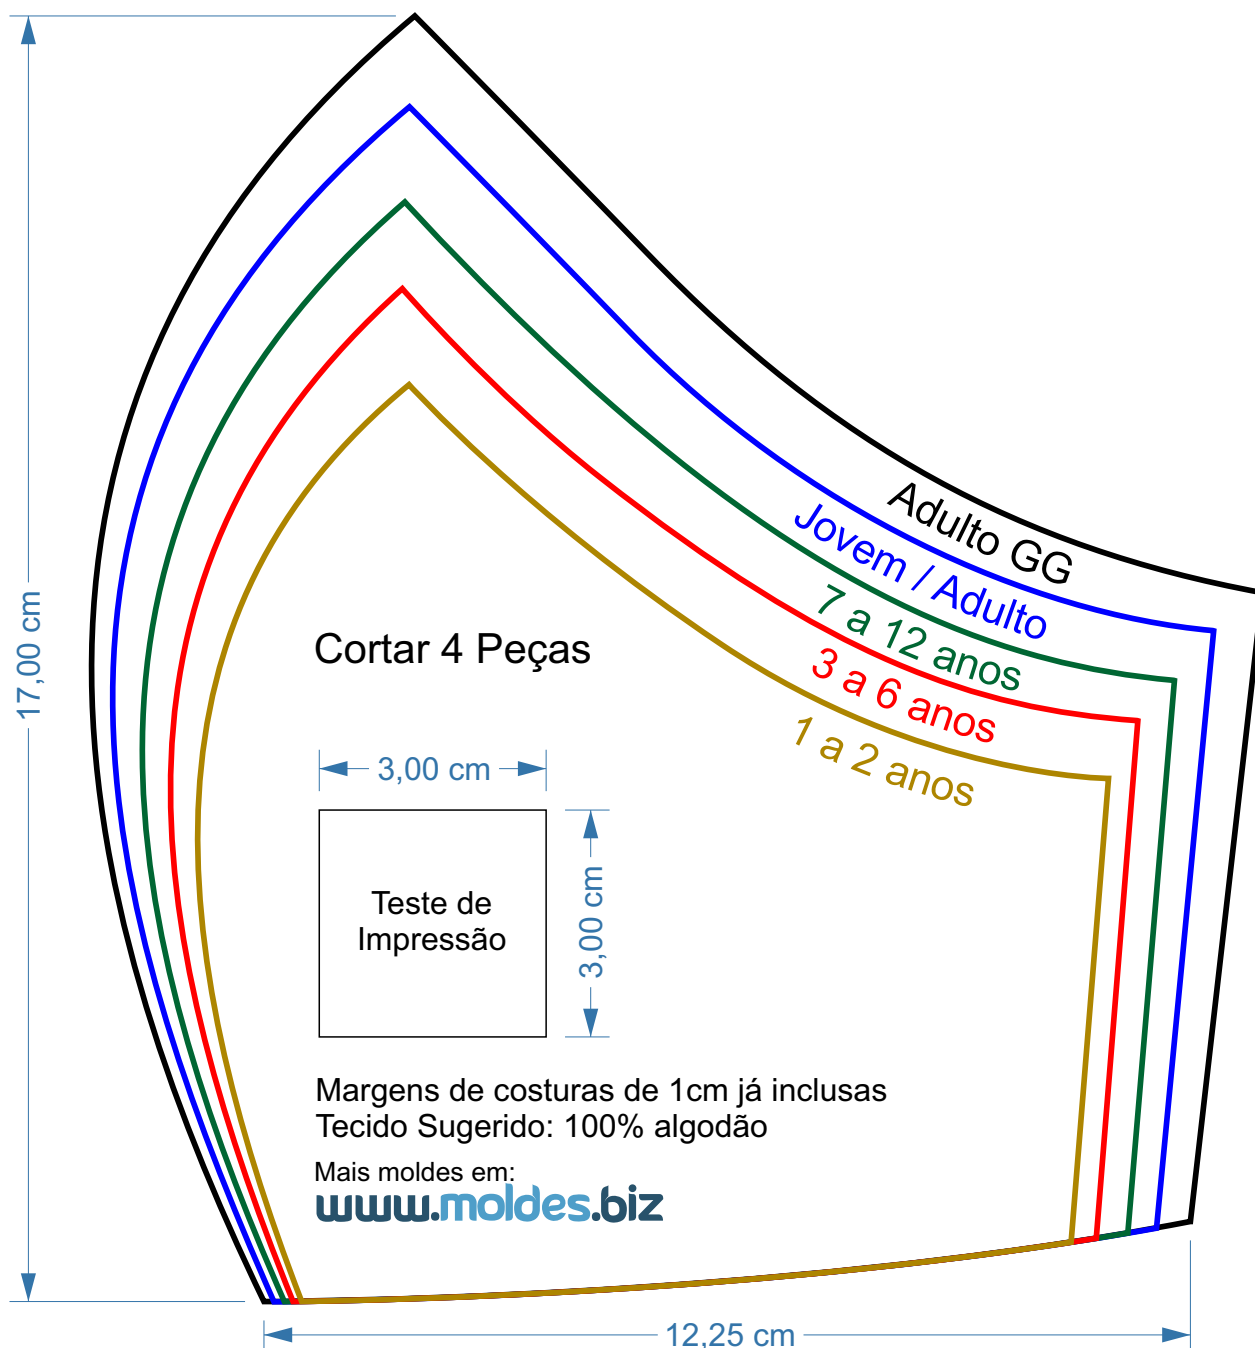 Adulto GG
Jovem / Adulto
7 a 12 anos
3 a 6 anos
1 a 2 anos
17,00 cm
Cortar 4 Peças
3,00 cm
3,00 cm
Teste de
Impressão
Margens de costuras de 1cm já inclusas
Tecido Sugerido: 100% algodão
Mais moldes em:
www.moldes.biz
12,25 cm